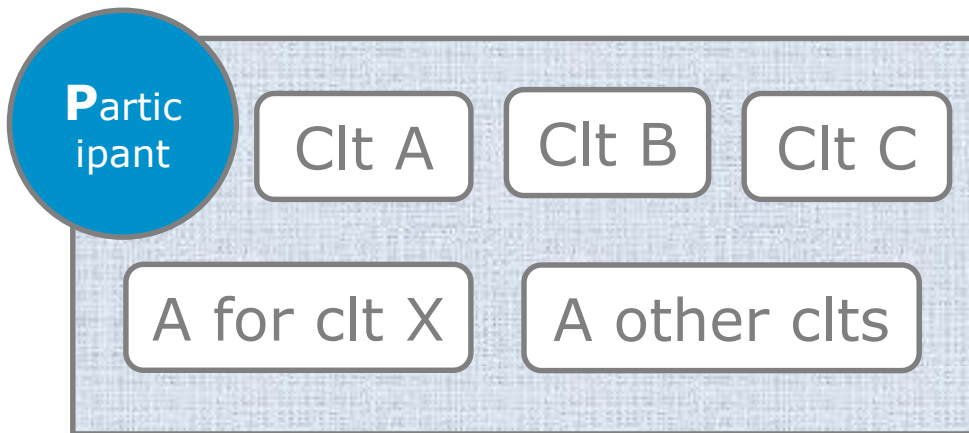 Partic
ipant
Clt A
Clt B
Clt C
A for clt X
A other clts